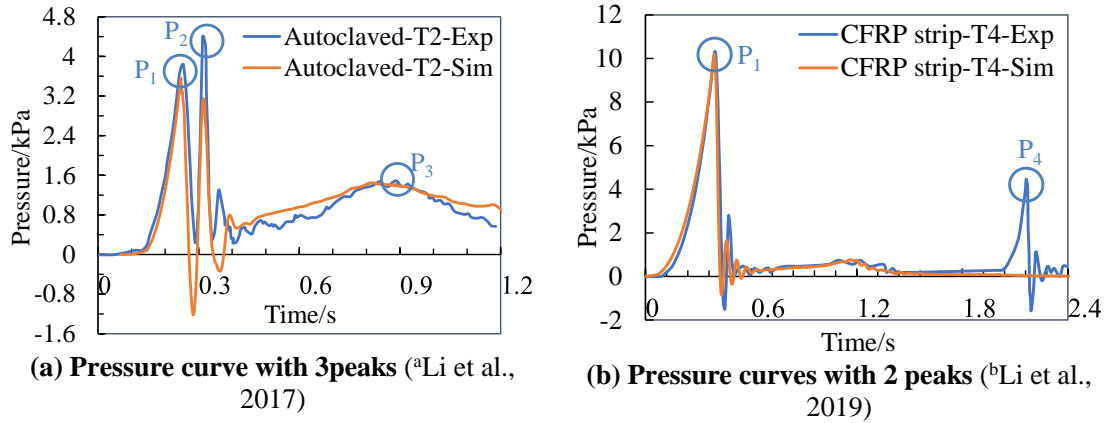 4.8
4
3.2
2.4
1.6
0.8
0
-0.8
-1.6
Pressure/kPa
P2
P1
P3
Autoclaved-T2-Exp
Autoclaved-T2-Sim
0
0.3
0.6
0.9
1.2
Time/s
(a) Pressure curve with 3peaks (aLi et al.,
2017)
12
10
8
6
4
2
0
-2
Pressure/kPa
P1
CFRP strip-T4-Exp
CFRP strip-T4-Sim
P4
0
0.6
1.2
1.8
2.4
Time/s
(b) Pressure curves with 2 peaks (bLi et al.,
2019)